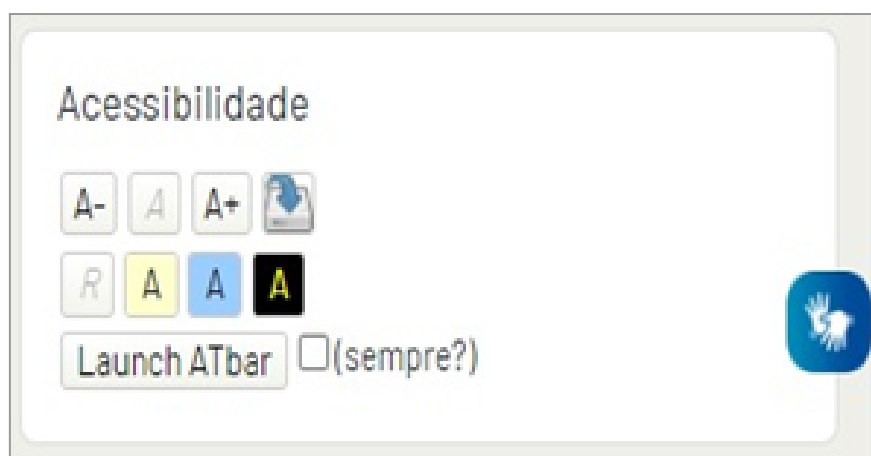 Acessibilidade
A- A A+
R A A A
Launch ATbar (sempre?)